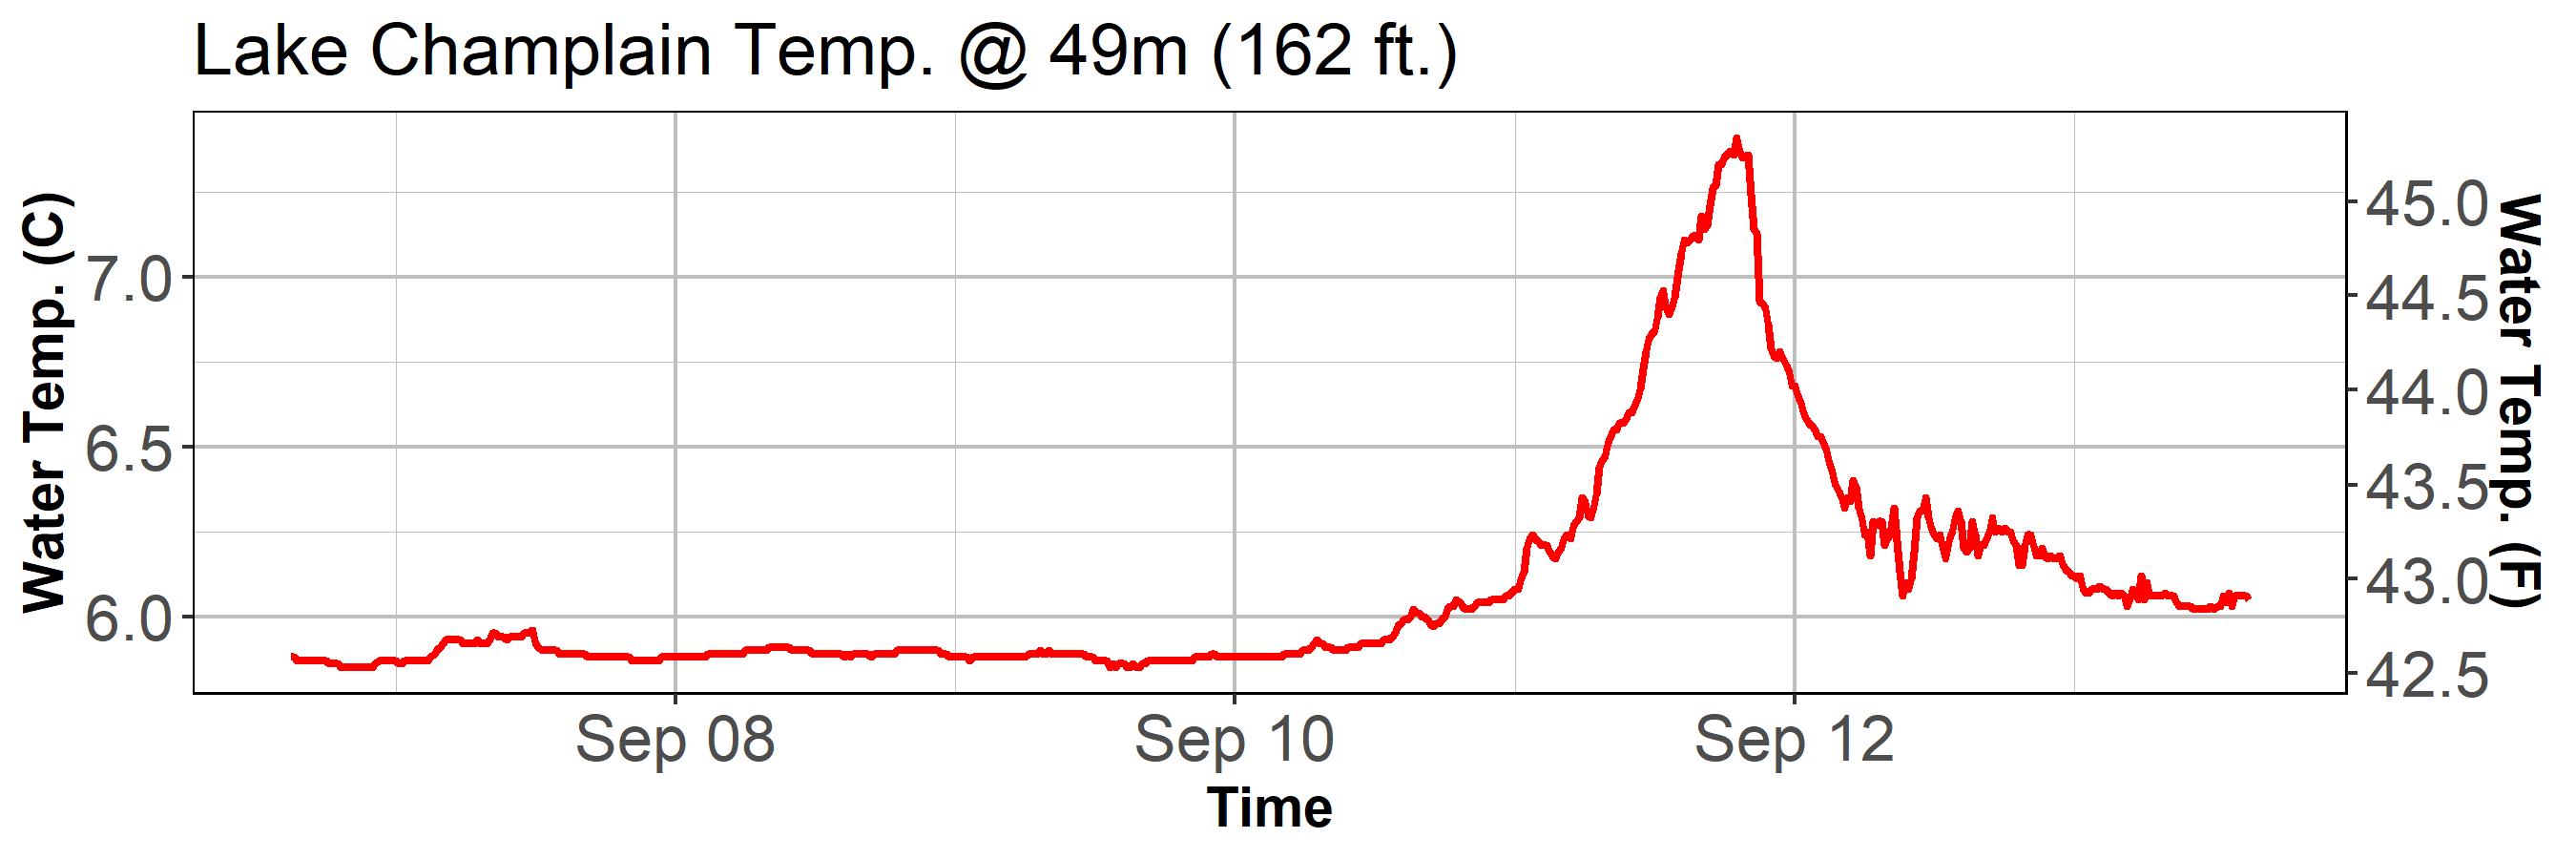 Lake Champlain Temp. @ 49m (162 ft.)
Water Temp. (C)
7.0
6.5
6.0
45.0
44.5
44.0
43.5
43.0
42.5
Water Temp. (F)
Sep 08
Sep 10
Sep 12
Time